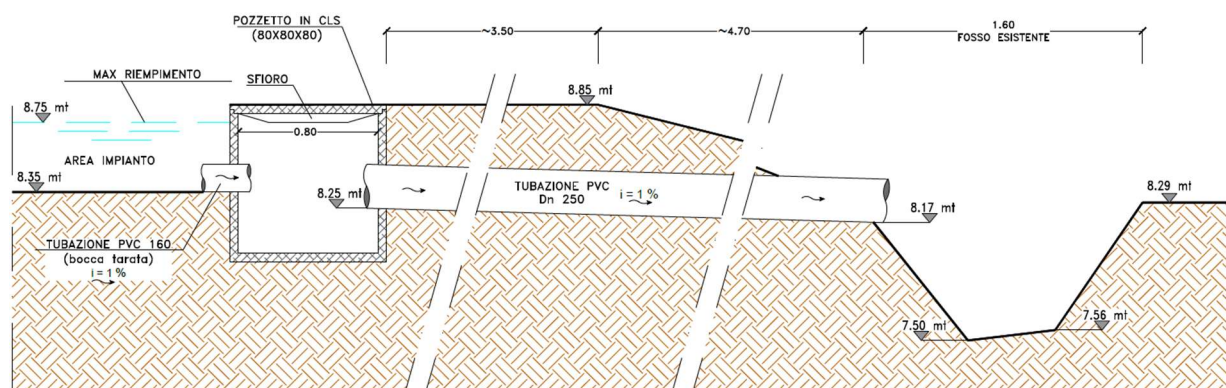 POZZETTO IN CLS
(80X80X80)
~3.50
~4.70
1.60
FOSSO ESISTENTE
MAX RIEMPIMENTO
SFIORO
8.75 mt
8.85 mt
0.80
AREA IMPIANTO
8.35 mt
8.25 mt
TUBAZIONE PVC
Dn 250
i = 1 %
8.17 mt
8.29 mt
TUBAZIONE PVC 160
(bocca tarata)
i = 1 %
7.50 mt
7.56 mt